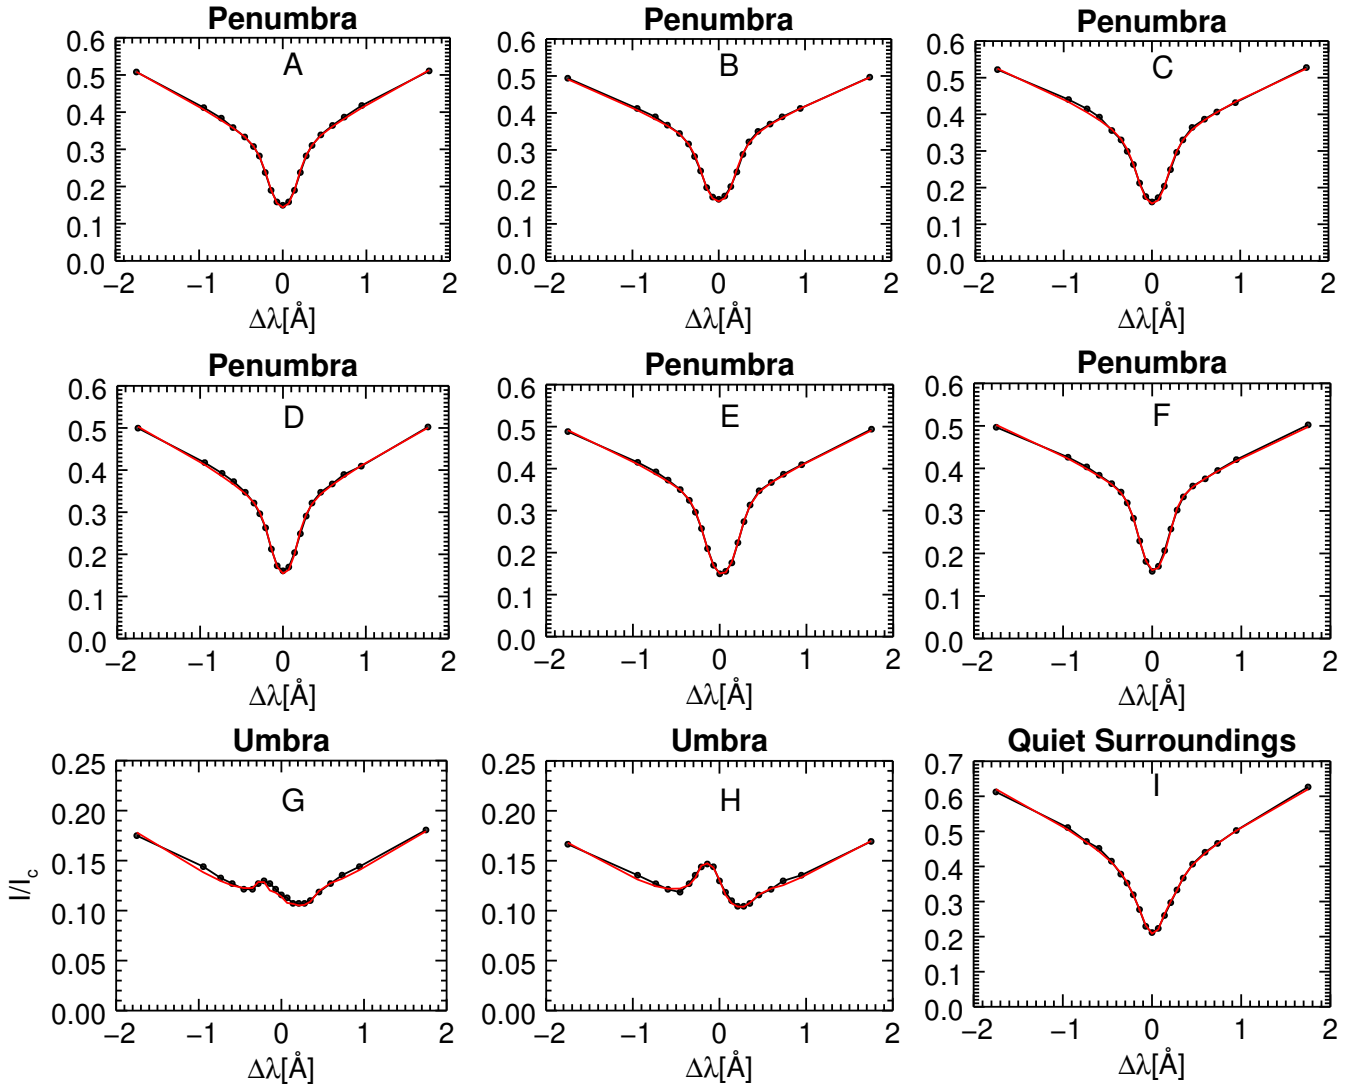 Penumbra Penumbra Penumbra
A B C
0.6 0.5 0.4 0.3 0.2 0.1 0.0
0.6 0.5 0.4 0.3 0.2 0.1 0.0
0.6 0.5 0.4 0.3 0.2 0.1 0.0
−2 −1 0 1 2 −2 −1 0 1 2 −2 −1 0 1 2
Δλ[Å] Δλ[Å] Δλ[Å]
Penumbra Penumbra Penumbra
D E F
0.6 0.5 0.4 0.3 0.2 0.1 0.0
0.6 0.5 0.4 0.3 0.2 0.1 0.0
0.6 0.5 0.4 0.3 0.2 0.1 0.0
−2 −1 0 1 2 −2 −1 0 1 2 −2 −1 0 1 2
Δλ[Å] Δλ[Å] Δλ[Å]
Umbra Umbra Quiet Surroundings
G H I
I/Ic
0.25 0.20 0.15 0.10 0.05 0.00
0.25 0.20 0.15 0.10 0.05 0.00
0.7 0.6 0.5 0.4 0.3 0.2 0.1 0.0
−2 −1 0 1 2 −2 −1 0 1 2 −2 −1 0 1 2
Δλ[Å] Δλ[Å] Δλ[Å]